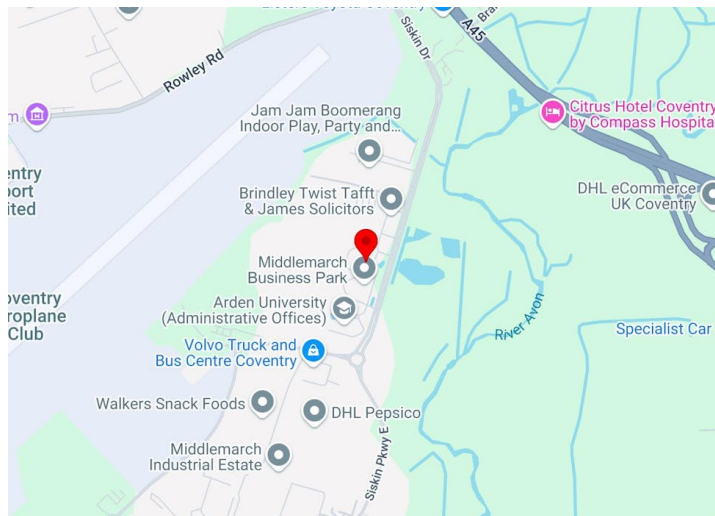 Siskin Dr
A45
Rowley Rd
Jam Jam Boomerang
Indoor Play, Party and...
Citrus Hotel Coventry
by Compass Hospita
Brindley Twist Tafft
& James Solicitors
DHL eCommerce
UK Coventry
entry
port
ited
Middlemarch
Business Park
Arden University
(Administrative Offices)
oventry
roplane
Club
River Avon
Specialist Car
Volvo Truck and
Bus Centre Coventry
Walkers Snack Foods
DHL Pepsico
Middlemarch
Industrial Estate
Siskin Pkwy E